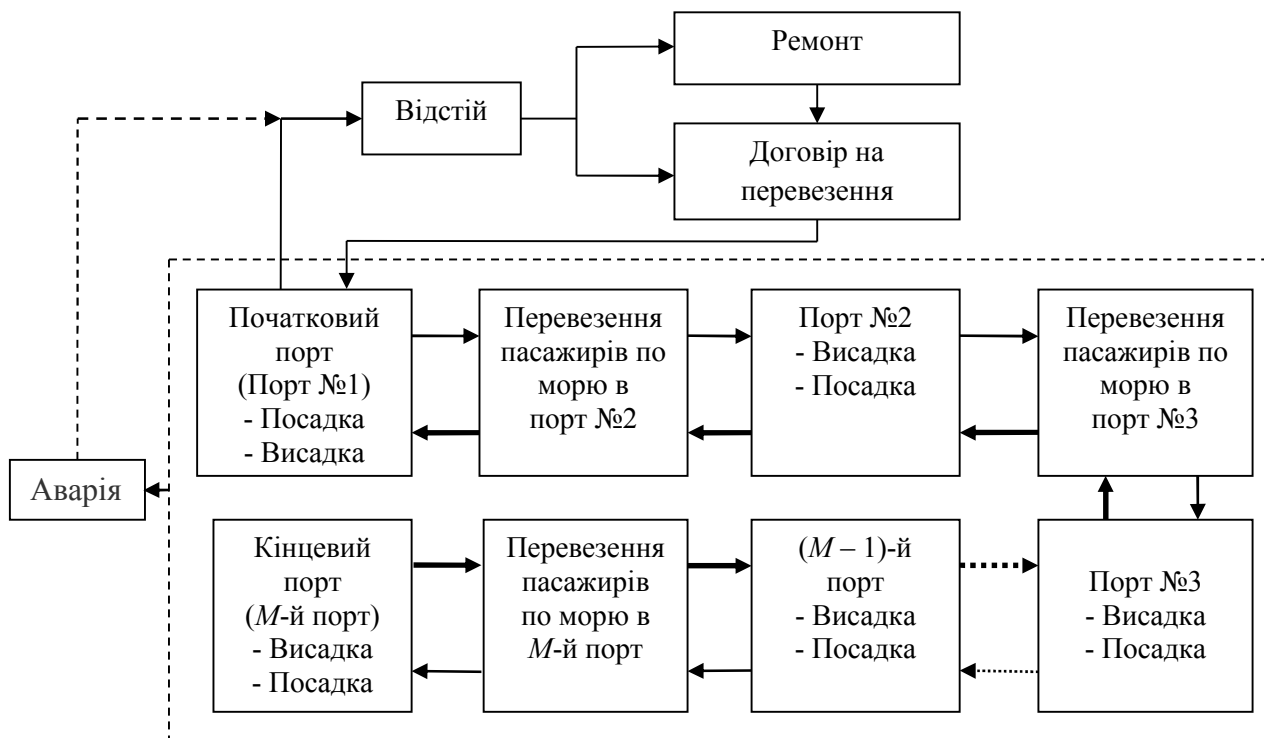 Ремонт
Відстій
Договір на
перевезення
Початковий
порт
(Порт №1)
- Посадка
- Висадка
Перевезення
пасажирів по
морю в
порт №2
Порт №2
- Висадка
- Посадка
Перевезення
пасажирів по
морю в
порт №3
Аварія
Кінцевий
порт
(M-й порт)
- Висадка
- Посадка
Перевезення
пасажирів
по морю в
M-й порт
(M – 1)-й
порт
- Висадка
- Посадка
Порт №3
- Висадка
- Посадка